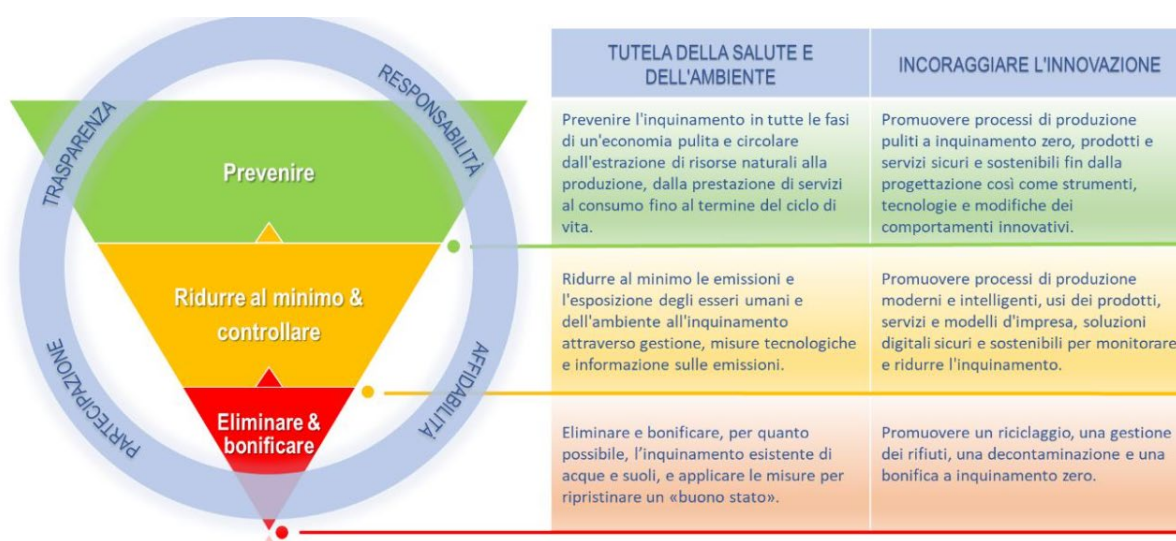 TRASPARENZA
RESPONSABILITÀ
PARTECIPAZIONE
AFFIDABILITÀ
Prevenire
Ridurre al minimo &
controllare
Eliminare &
bonificare
TUTELA DELLA SALUTE E
DELL'AMBIENTE
INCORAGGIARE L'INNOVAZIONE
Prevenire l'inquinamento in tutte le fasi
di un'economia pulita e circolare
dall'estrazione di risorse naturali alla
produzione, dalla prestazione di servizi
al consumo fino al termine del ciclo di
vita.
Promuovere processi di produzione
puliti a inquinamento zero, prodotti e
servizi sicuri e sostenibili fin dalla
progettazione così come strumenti,
tecnologie e modifiche dei
comportamenti innovativi.
Ridurre al minimo le emissioni e
l'esposizione degli esseri umani e
dell'ambiente all'inquinamento
attraverso gestione, misure tecnologiche
e informazione sulle emissioni.
Promuovere processi di produzione
moderni e intelligenti, usi dei prodotti,
servizi e modelli d'impresa, soluzioni
digitali sicuri e sostenibili per monitorare
e ridurre l'inquinamento.
Eliminare e bonificare, per quanto
possibile, l’inquinamento esistente di
acque e suoli, e applicare le misure per
ripristinare un «buono stato».
Promuovere un riciclaggio, una gestione
dei rifiuti, una decontaminazione e una
bonifica a inquinamento zero.